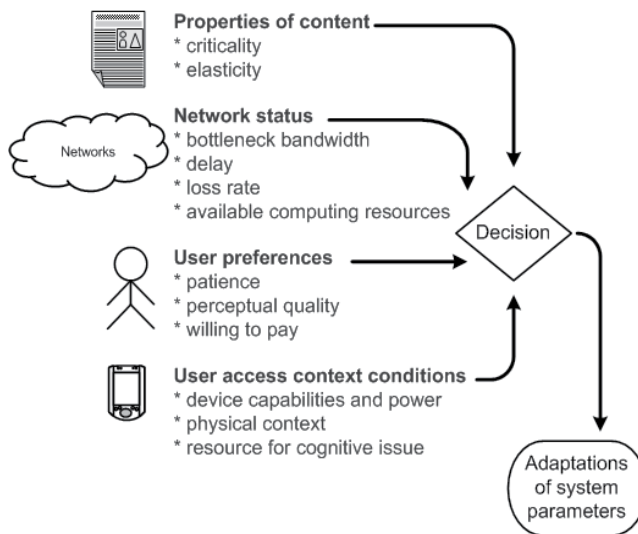 Properties of content
* criticality
* elasticity
Network status
* bottleneck bandwidth
* delay
* loss rate
* available computing resources
Networks
User preferences
* patience
* perceptual quality
* willing to pay
User access context conditions
* device capabilities and power
* physical context
* resource for cognitive issue
Decision
Adaptations
of system
parameters